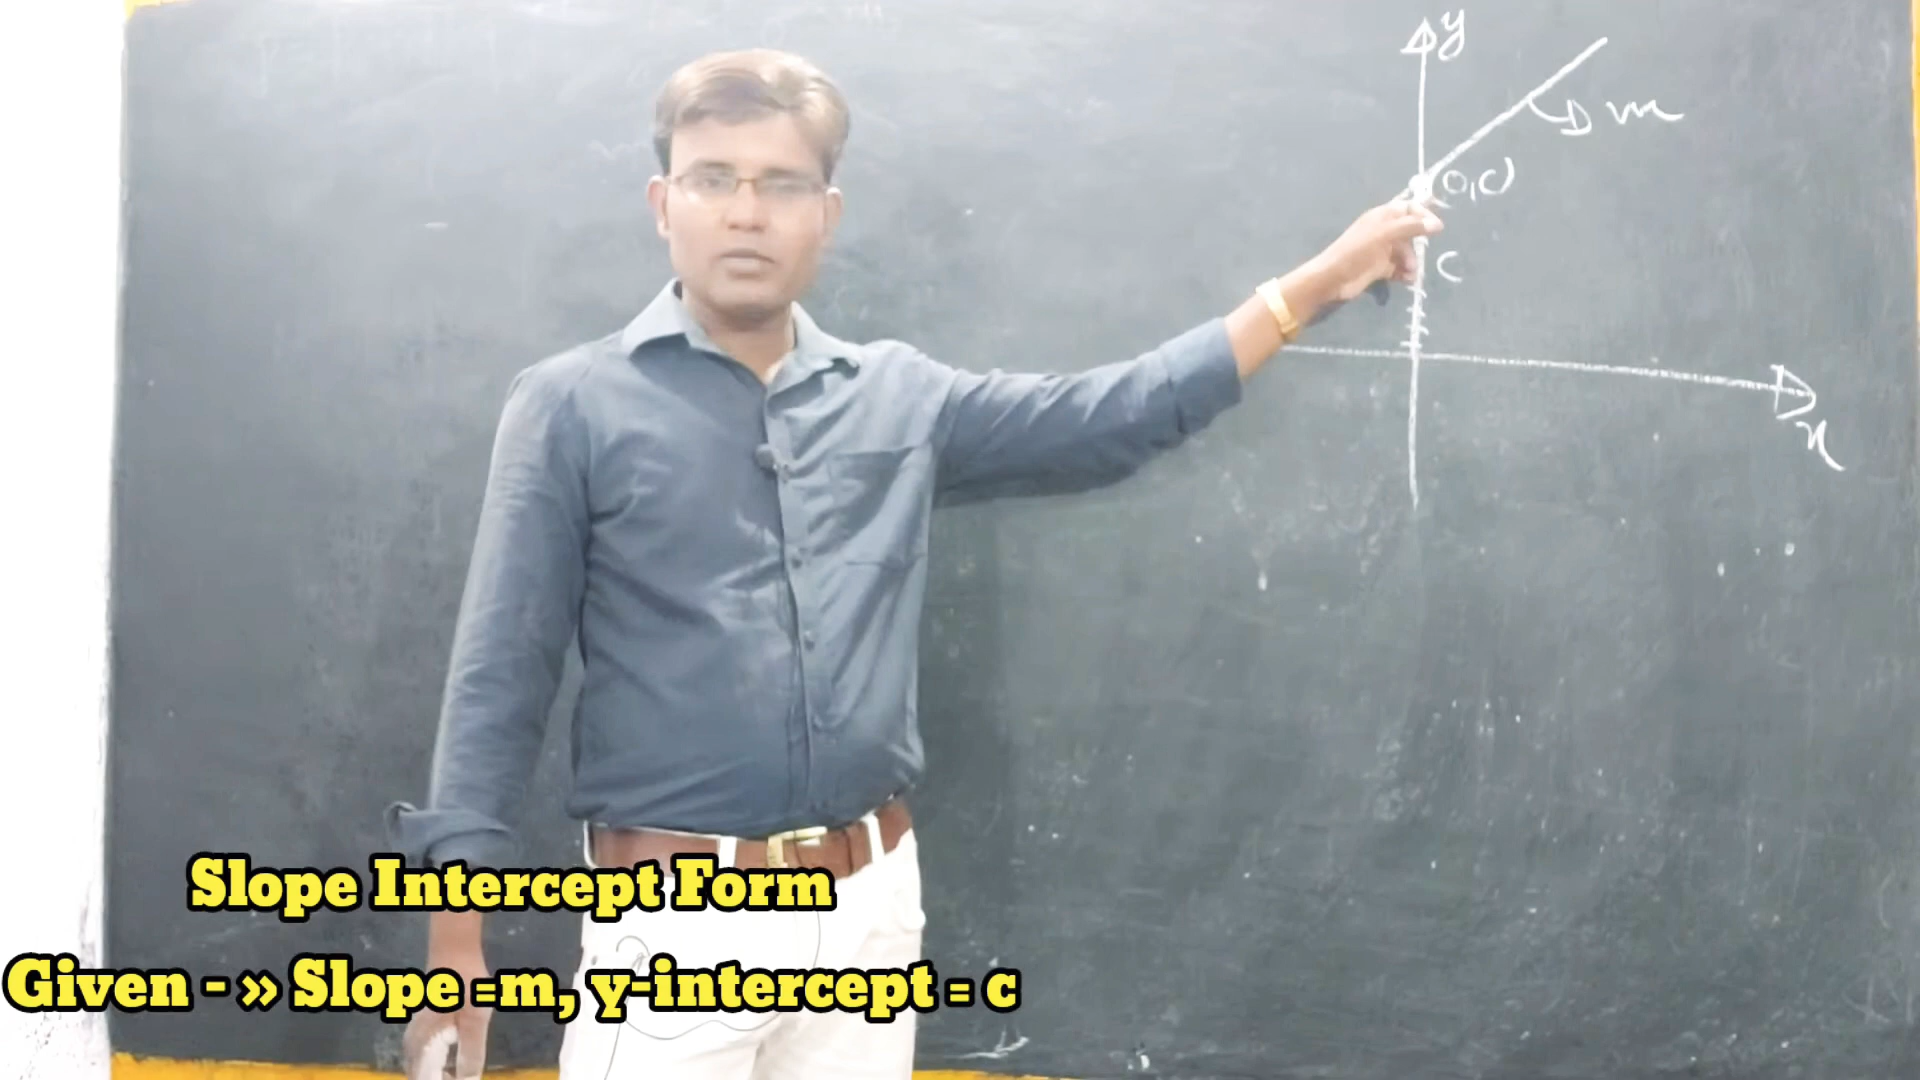 y
m
(0,c)
c
x
Slope Intercept Form
Given - » Slope =m, y-intercept = c